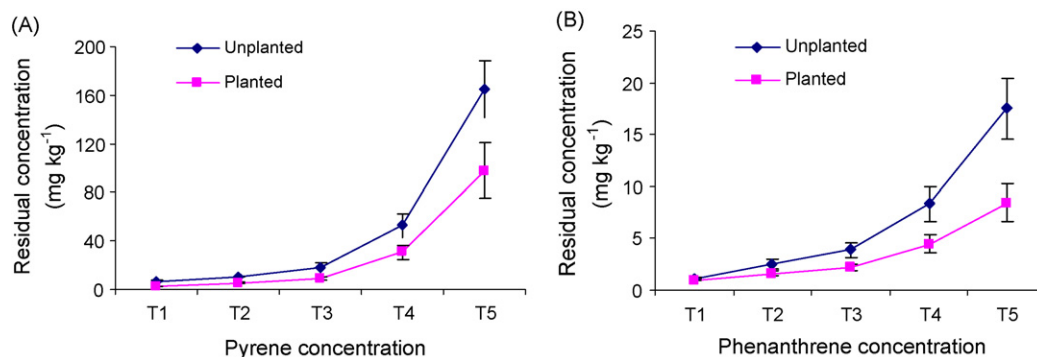 (A)
200
160
120
80
40
0
Residual concentration
(mg kg-1)
Unplanted
Planted
T1 T2 T3 T4 T5
Pyrene concentration
(B)
25
20
15
10
5
0
Residual concentration
(mg kg-1)
Unplanted
Planted
T1 T2 T3 T4 T5
Phenanthrene concentration